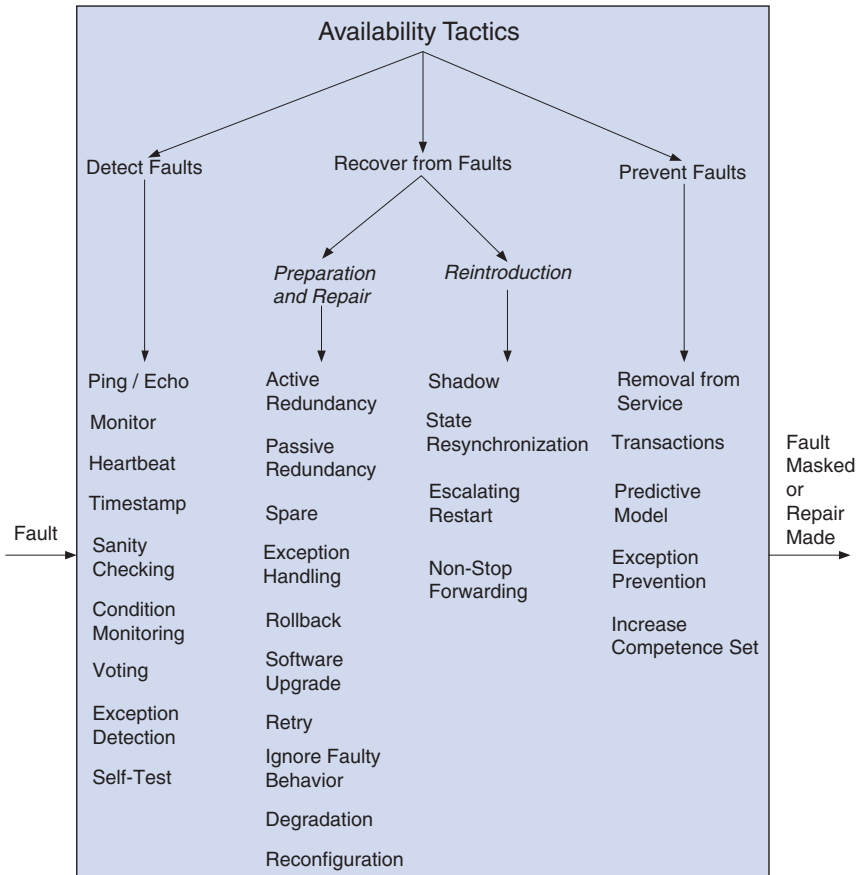 Availability Tactics
Detect Faults
Recover from Faults
Prevent Faults
Preparation
and Repair
Reintroduction
Ping / Echo
Monitor
Heartbeat
Timestamp
Sanity
Checking
Condition
Monitoring
Voting
Exception
Detection
Self-Test
Active
Redundancy
Passive
Redundancy
Spare
Exception
Handling
Rollback
Software
Upgrade
Retry
Ignore Faulty
Behavior
Degradation
Reconfiguration
Shadow
State
Resynchronization
Escalating
Restart
Non-Stop
Forwarding
Removal from
Service
Transactions
Predictive
Model
Exception
Prevention
Increase
Competence Set
Fault
Fault
Masked
or
Repair
Made